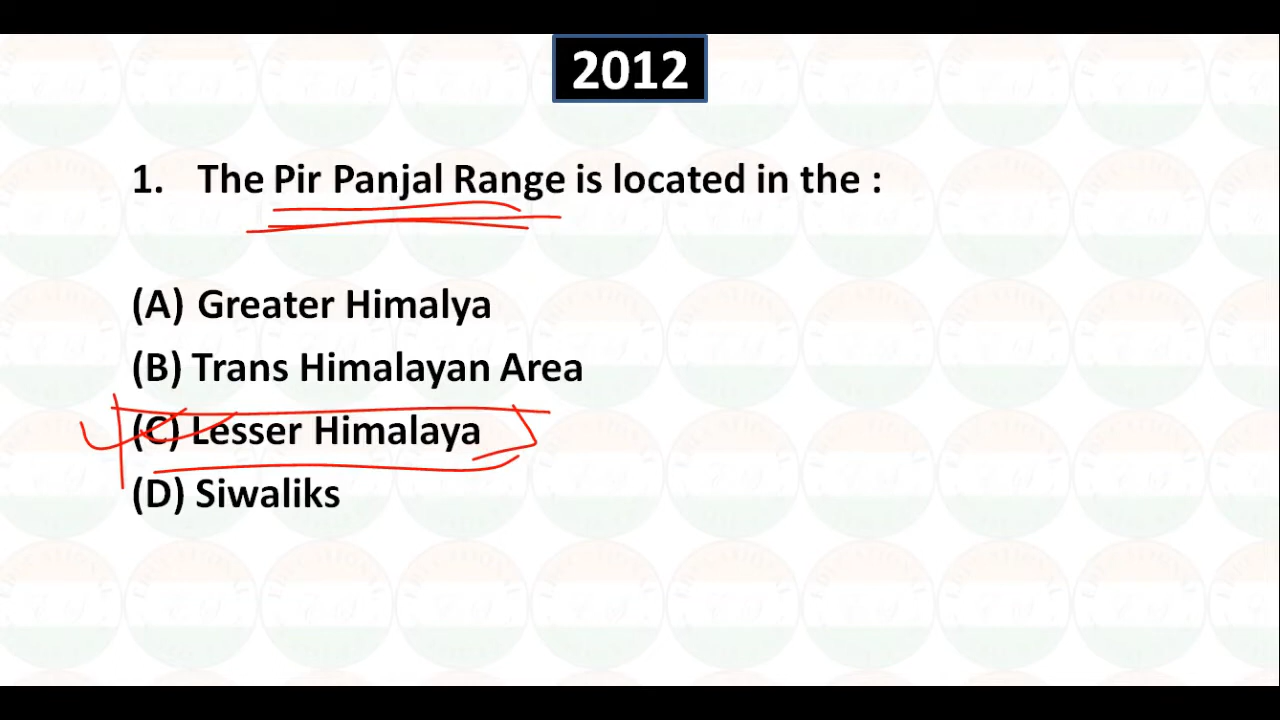 2012
1. The Pir Panjal Range is located in the :
(A) Greater Himalya
(B) Trans Himalayan Area
(C) Lesser Himalaya
(D) Siwaliks